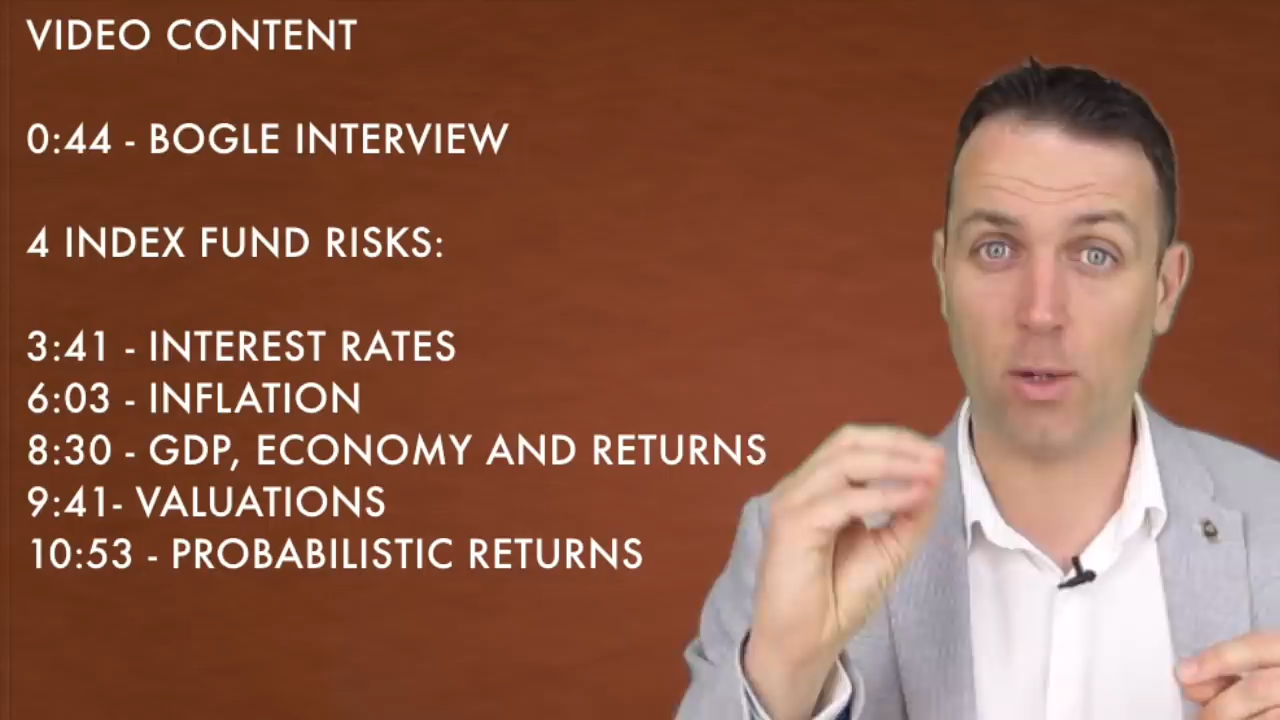 VIDEO CONTENT
0:44 - BOGLE INTERVIEW
4 INDEX FUND RISKS:
3:41 - INTEREST RATES
6:03 - INFLATION
8:30 - GDP, ECONOMY AND RETURNS
9:41- VALUATIONS
10:53 - PROBABILISTIC RETURNS